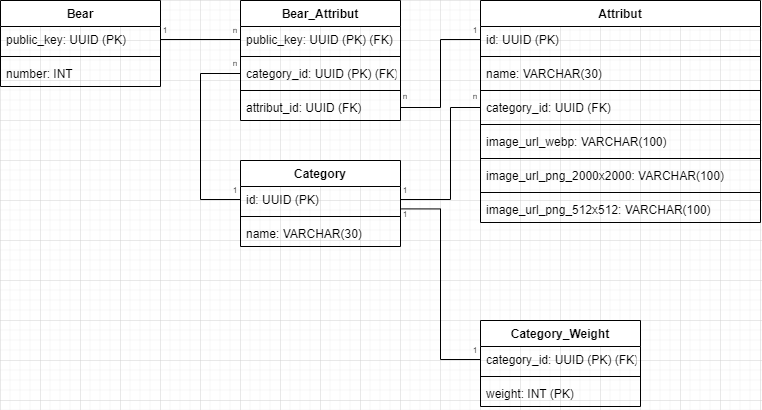 Bear
public_key: UUID (PK)
number: INT
1
n
Bear_Attribut
public_key: UUID (PK) (FK)
n
category_id: UUID (PK) (FK)
attribut_id: UUID (FK)
n
1
Attribut
id: UUID (PK)
name: VARCHAR(30)
n
category_id: UUID (FK)
image_url_webp: VARCHAR(100)
image_url_png_2000x2000: VARCHAR(100)
image_url_png_512x512: VARCHAR(100)
Category
1
id: UUID (PK)
1
1
name: VARCHAR(30)
Category_Weight
1
category_id: UUID (PK) (FK)
weight: INT (PK)